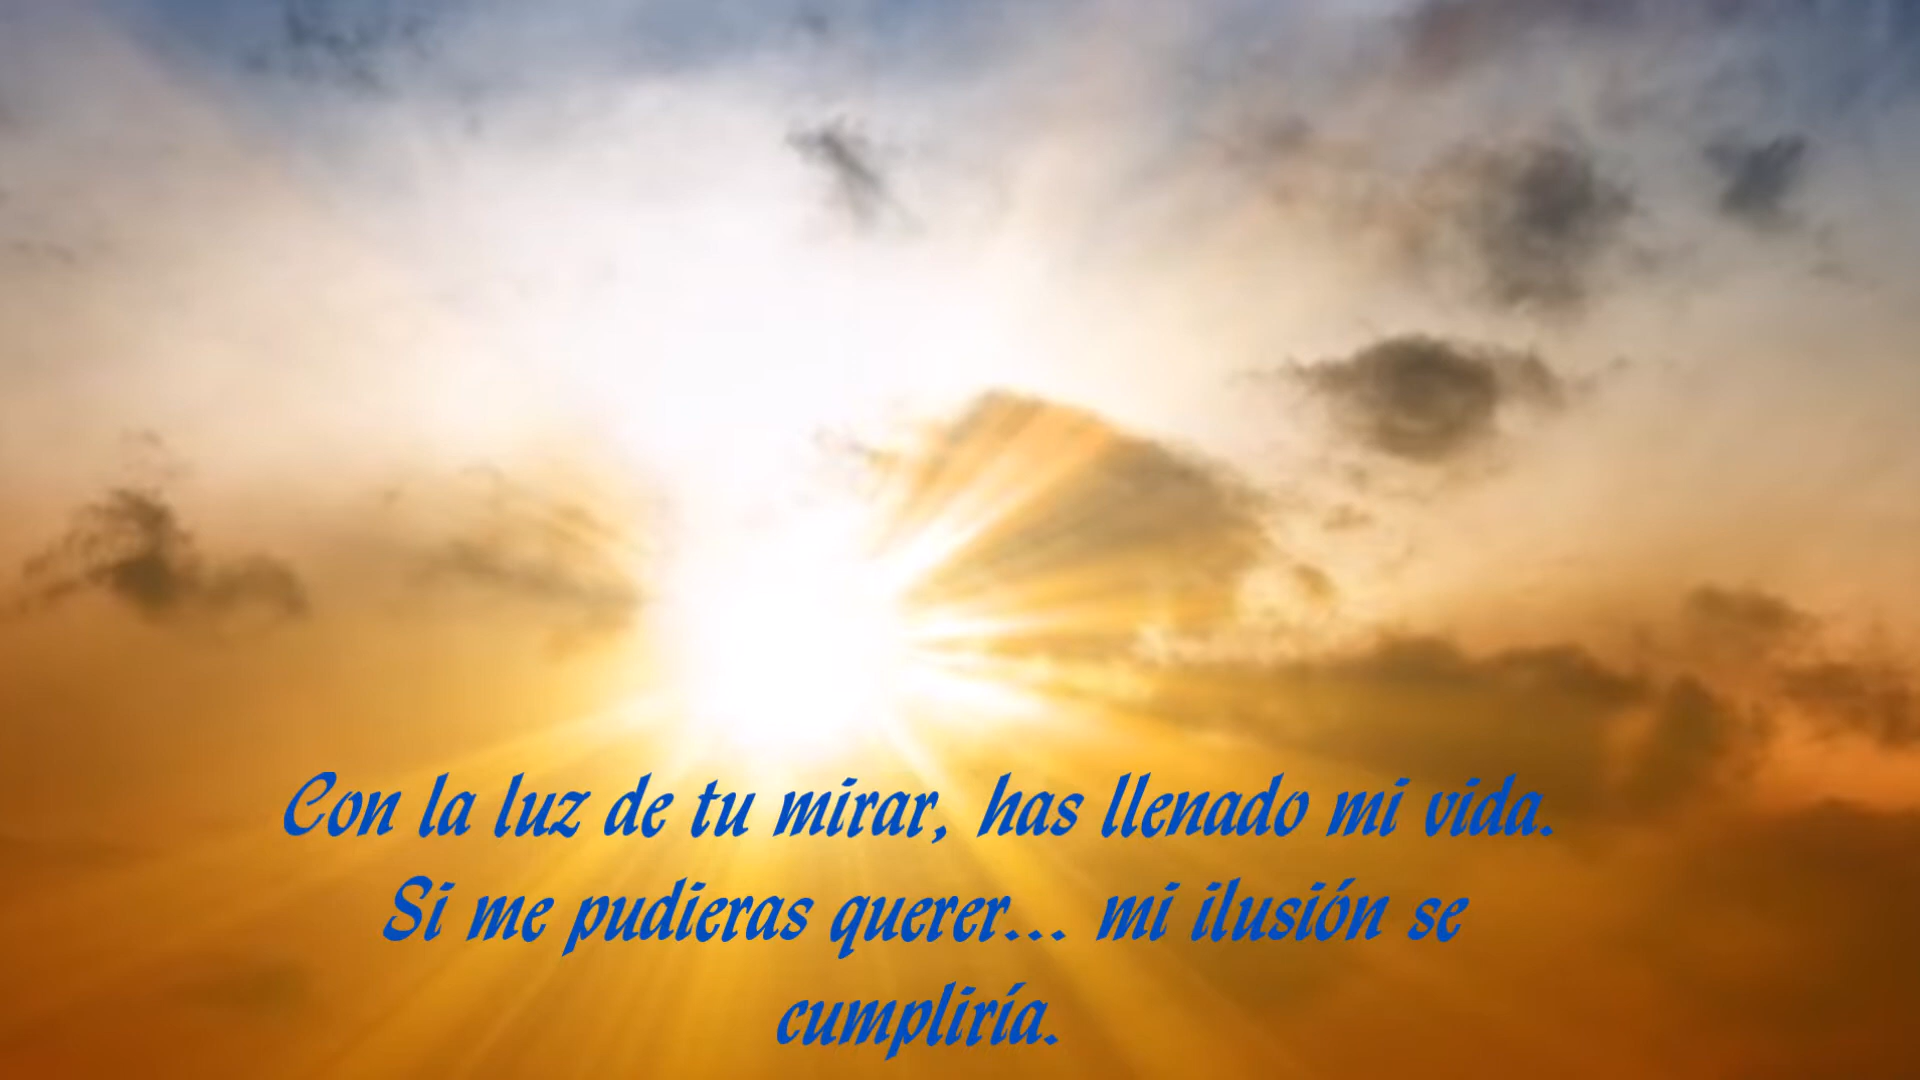 Con la luz de tu mirar, has llenado mi vida.
Si me pudieras querer... mi ilusión se
cumpliría.